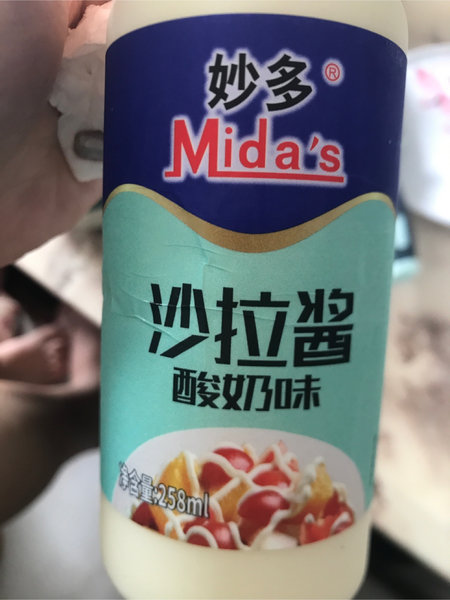 妙多®
Mida's
沙拉酱
酸奶味
净含量:258ml